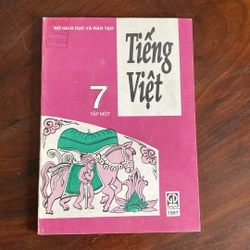 BỘ GIÁO DỤC VÀ ĐÀO TẠO
Tiếng
Việt
7
TẬP MỘT
1997